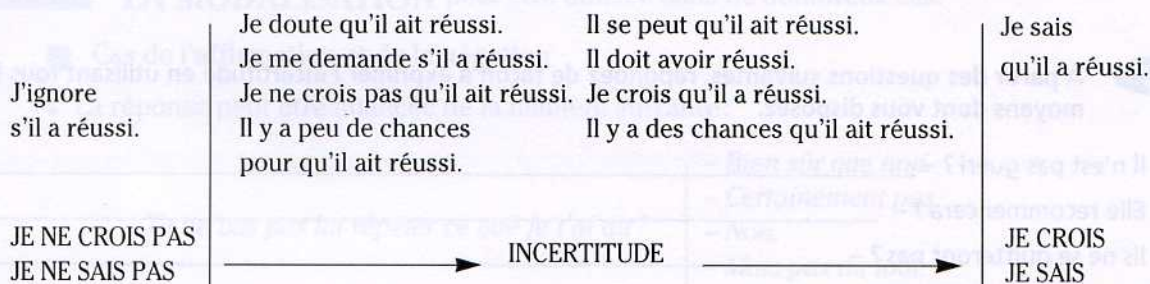 Je doute qu'il ait réussi. Il se peut qu'il ait réussi. Je sais
Je me demande s'il a réussi. Il doit avoir réussi. qu'il a réussi.
J'ignore Je ne crois pas qu'il ait réussi. Je crois qu'il a réussi.
s'il a réussi. Il y a peu de chances Il y a des chances qu'il ait réussi.
pour qu'il ait réussi.
JE NE CROIS PAS INCERTITUDE JE CROIS
JE NE SAIS PAS JE SAIS